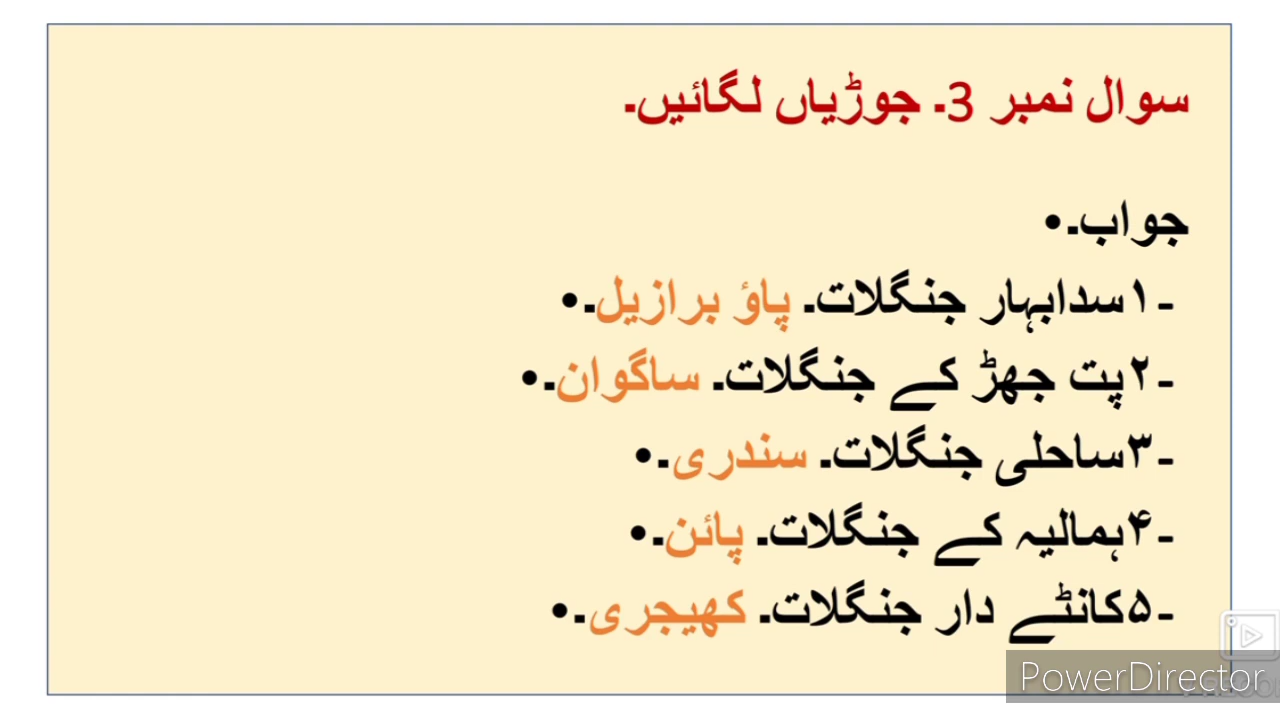 سوال نمبر 3۔ جوڑیاں لگائیں۔
جواب۔•
۱۔سدابہار جنگلات۔ پاؤ برازیل۔•
۲۔پت جھڑ کے جنگلات۔ ساگوان۔•
۳۔ساحلی جنگلات۔ سندری۔•
۴۔ہمالیہ کے جنگلات۔ پائن۔•
۵۔کانٹے دار جنگلات۔ کھیجری۔•
PowerDirector